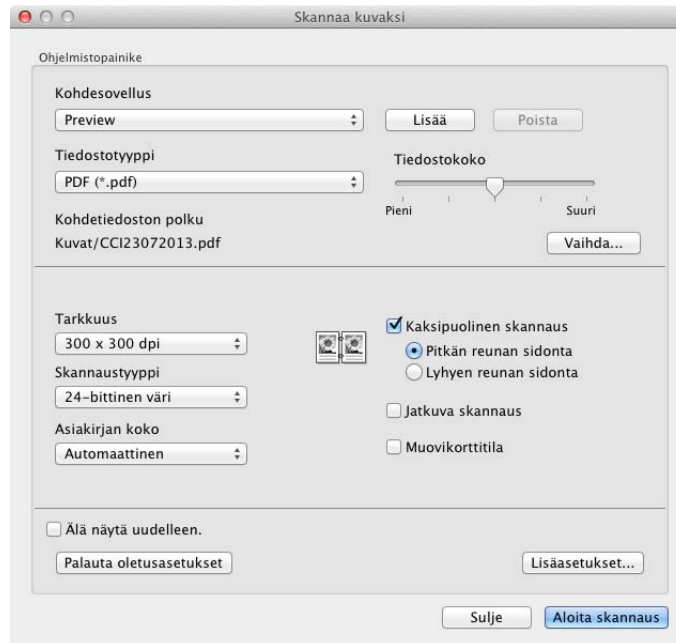 Skannaa kuvaksi
Ohjelmistopainike
Kohdesovellus
Preview
Lisää
Poista
Tiedostotyyppi
Tiedostokoko
PDF (*.pdf)
Pieni
Suuri
Kohdetiedoston polku
Kuvat/CCI23072013.pdf
Vaihda...
Tarkkuus
300 x 300 dpi
Kaksipuolinen skannaus
Pitkän reunan sidonta
Skannaustyyppi
Lyhyen reunan sidonta
24-bittinen väri
Jatkuva skannaus
Asiakirjan koko
Automaattinen
Muovikorttitila
Älä näytä uudelleen.
Palauta oletusasetukset
Lisäasetukset...
Sulje
Aloita skannaus